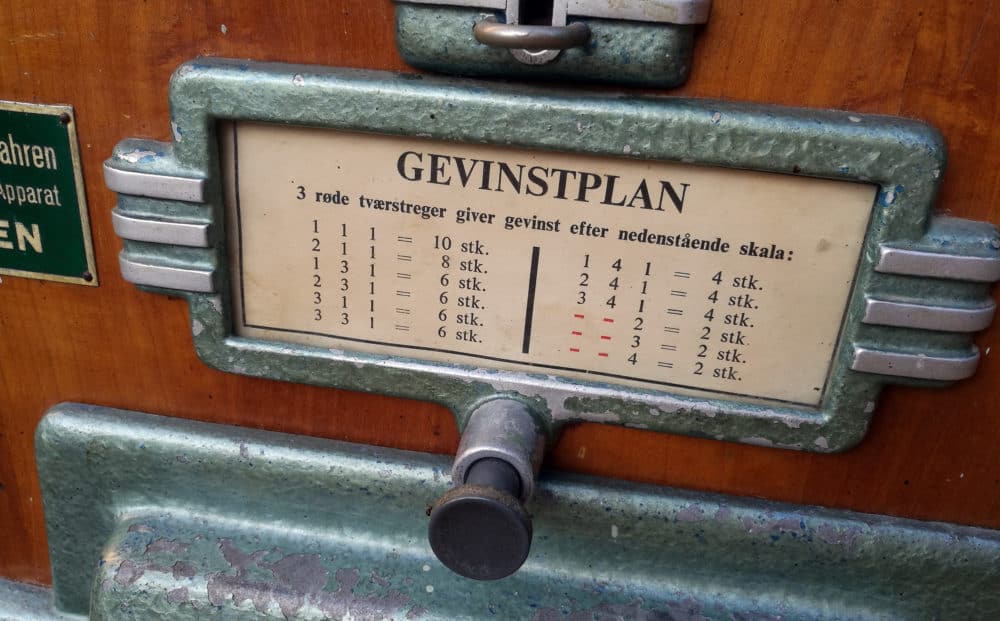 ahren
Apparat
EN
GEVINSTPLAN
3 røde tværstreger giver gevinst efter nedenstående skala:
1 1 1 = 10 stk.
2 1 1 = 8 stk.
1 3 1 = 6 stk.
2 3 1 = 6 stk.
3 1 1 = 6 stk.
3 3 1 = 6 stk.
1 4 1 = 4 stk.
2 4 1 = 4 stk.
3 4 1 = 4 stk.
- - 2 = 2 stk
- - 3 = 2 stk.
- - 4 = 2 stk.